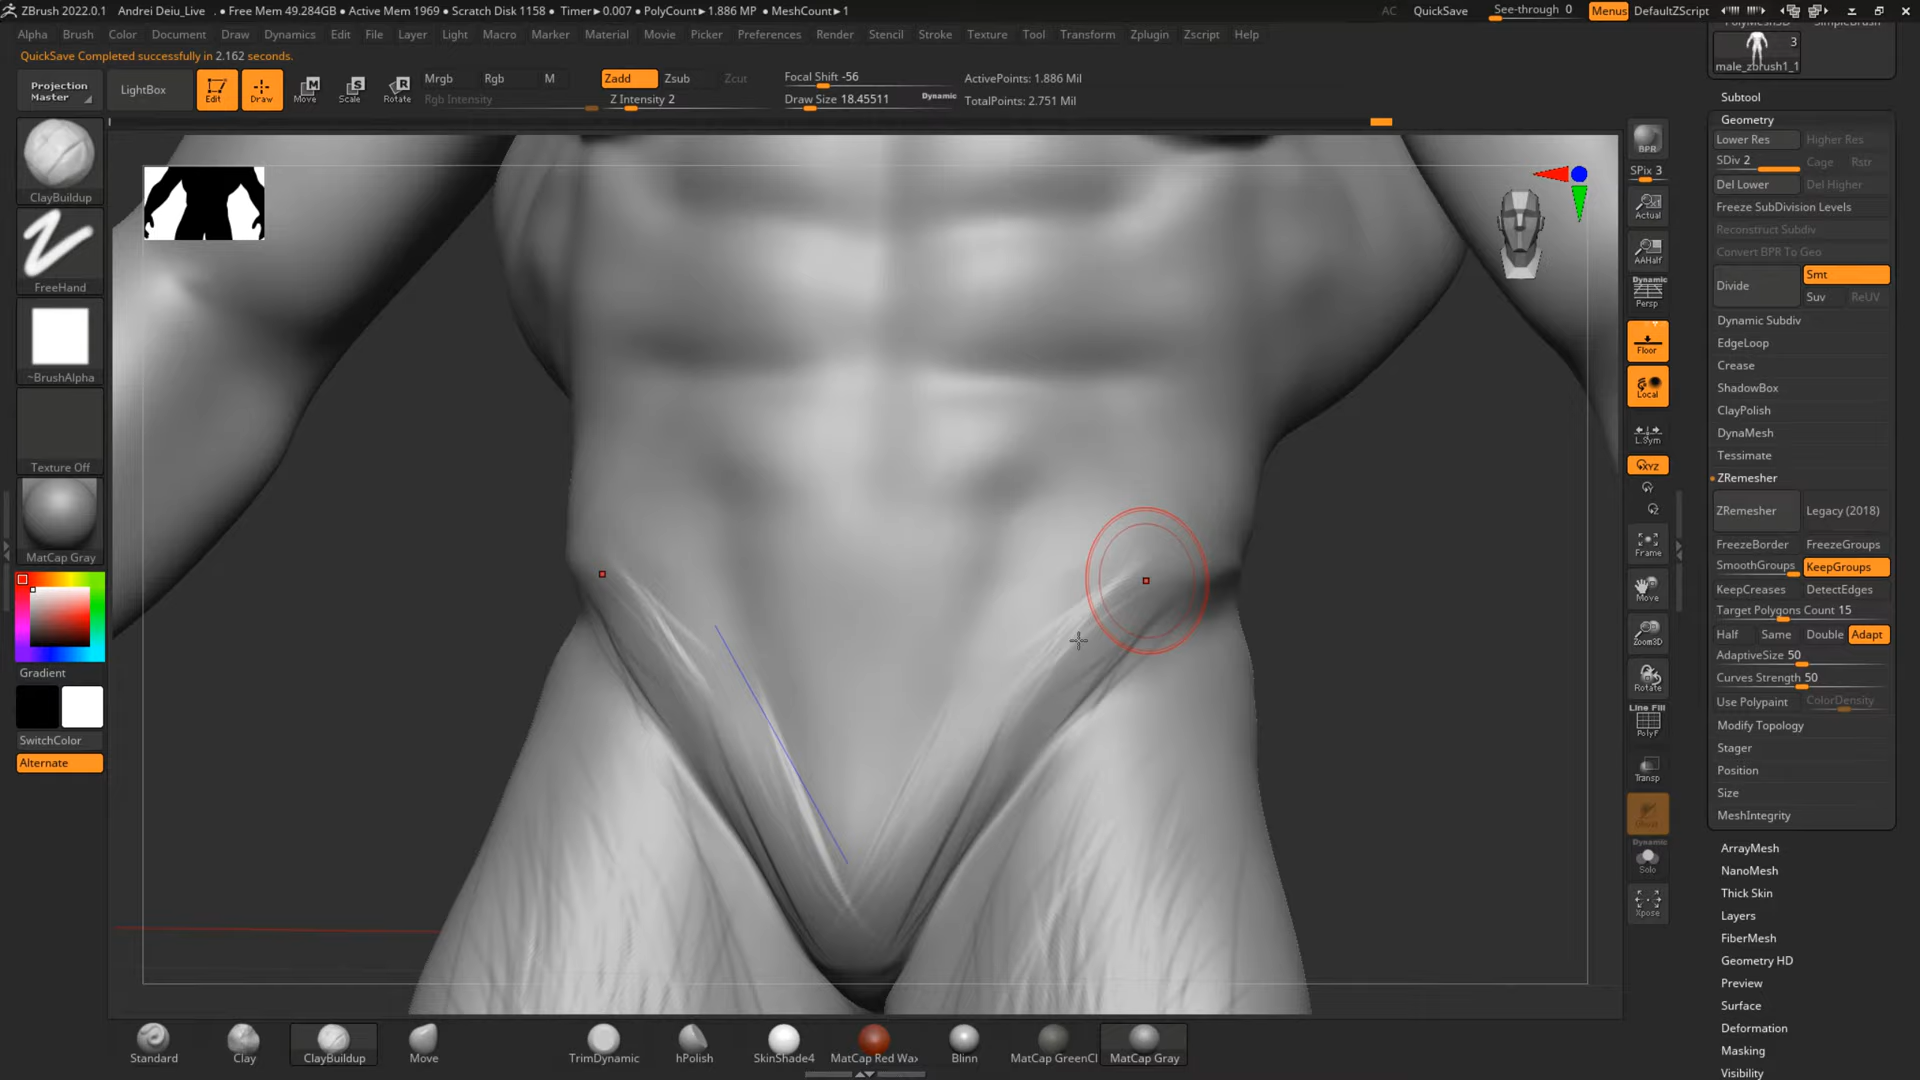 ZBrush 2022.0.1 Andrei Deiu_Live . • Free Mem 49.284GB • Active Mem 1969 • Scratch Disk 1158 • Timer▸0.007 • PolyCount▸1.886 MP • MeshCount▸1
AC QuickSave See-through 0 Menus DefaultZScript
Alpha Brush Color Document Draw Dynamics Edit File Layer Light Macro Marker Material Movie Picker Preferences Render Stencil Stroke Texture Tool Transform Zplugin Zscript Help
QuickSave Completed successfully in 2.162 seconds.
Projection
Master
LightBox
Edit
Draw
Move
Scale
Rotate
Mrgb Rgb M
Rgb Intensity
Zadd Zsub Zcut
Z Intensity 2
Focal Shift -56
Draw Size 18.45511
Dynamic
ActivePoints: 1.886 Mil
TotalPoints: 2.751 Mil
ClayBuildup
FreeHand
~BrushAlpha
Texture Off
MatCap Gray
Gradient
SwitchColor
Alternate
BPR
SPix 3
Actual
AAHalf
Dynamic
Persp
Floor
Local
L.Sym
XYZ
Y
Z
Frame
Move
Zoom3D
Rotate
Line Fill
PolyF
Transp
Ghost
Dynamic
Solo
Xpose
PolyMesh3D SimpleBrush
3
male_zbrush1_1
Subtool
Geometry
Lower Res Higher Res
SDiv 2 Cage Rstr
Del Lower Del Higher
Freeze SubDivision Levels
Reconstruct Subdiv
Convert BPR To Geo
Divide
Smt
Suv ReUV
Dynamic Subdiv
EdgeLoop
Crease
ShadowBox
ClayPolish
DynaMesh
Tessimate
ZRemesher
ZRemesher Legacy (2018)
FreezeBorder FreezeGroups
SmoothGroups KeepGroups
KeepCreases DetectEdges
Target Polygons Count 15
Half Same Double Adapt
AdaptiveSize 50
Curves Strength 50
Use Polypaint ColorDensity
Modify Topology
Stager
Position
Size
MeshIntegrity
ArrayMesh
NanoMesh
Thick Skin
Layers
FiberMesh
Geometry HD
Preview
Surface
Deformation
Masking
Visibility
Standard Clay ClayBuildup Move TrimDynamic hPolish SkinShade4 MatCap Red Wax Blinn MatCap GreenCl MatCap Gray